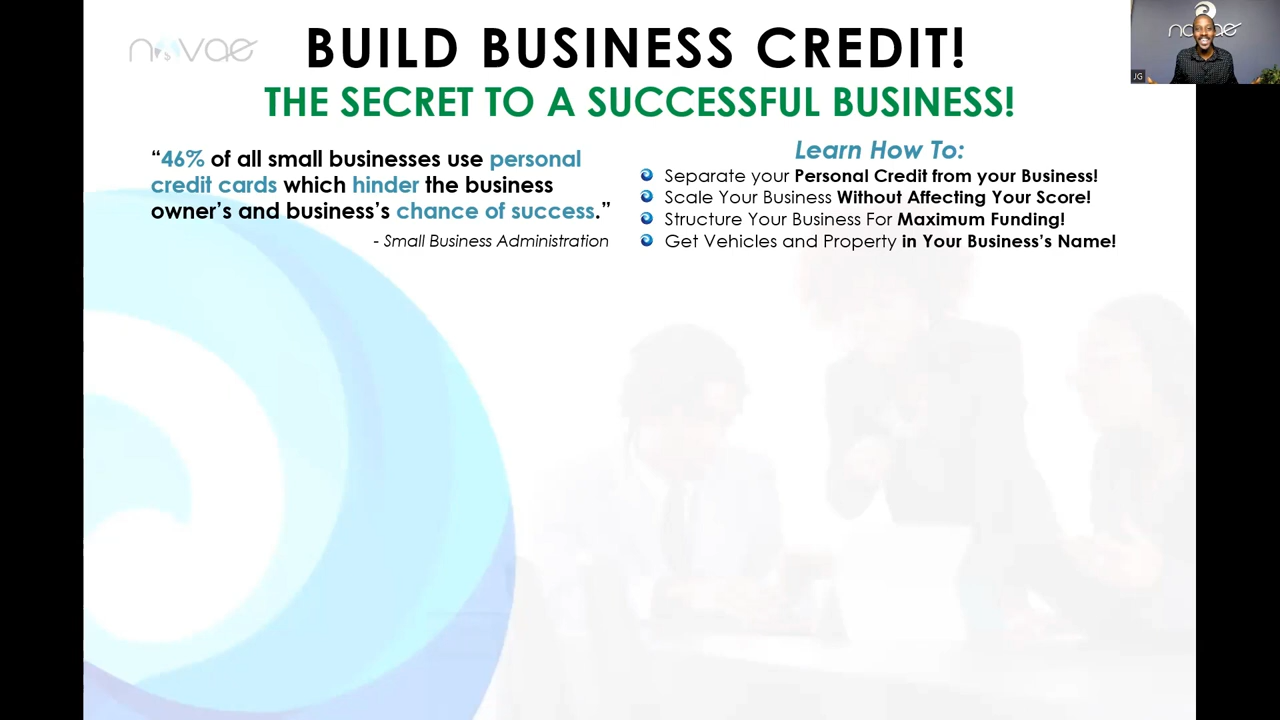 novae
BUILD BUSINESS CREDIT!
THE SECRET TO A SUCCESSFUL BUSINESS!
“46% of all small businesses use personal
credit cards which hinder the business
owner’s and business’s chance of success.”
- Small Business Administration
Learn How To:
Separate your Personal Credit from your Business!
Scale Your Business Without Affecting Your Score!
Structure Your Business For Maximum Funding!
Get Vehicles and Property in Your Business’s Name!
novae
JG